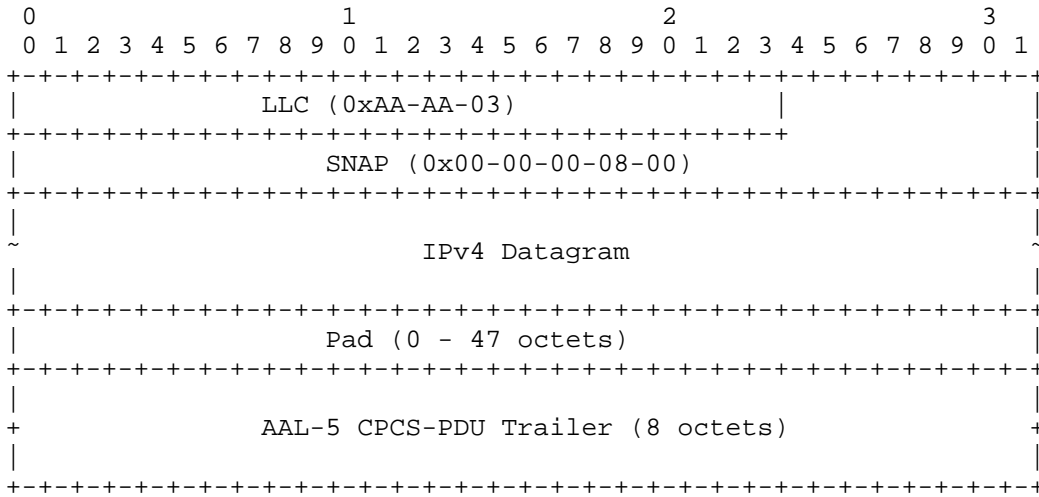 0                   1                   2                   3
 0 1 2 3 4 5 6 7 8 9 0 1 2 3 4 5 6 7 8 9 0 1 2 3 4 5 6 7 8 9 0 1
+-+-+-+-+-+-+-+-+-+-+-+-+-+-+-+-+-+-+-+-+-+-+-+-+-+-+-+-+-+-+-+-+
|               LLC (0xAA-AA-03)                |               |
+-+-+-+-+-+-+-+-+-+-+-+-+-+-+-+-+-+-+-+-+-+-+-+-+               |
|                   SNAP (0x00-00-00-08-00)                     |
+-+-+-+-+-+-+-+-+-+-+-+-+-+-+-+-+-+-+-+-+-+-+-+-+-+-+-+-+-+-+-+-+
|                                                               |
~                         IPv4 Datagram                         ~
|                                                               |
+-+-+-+-+-+-+-+-+-+-+-+-+-+-+-+-+-+-+-+-+-+-+-+-+-+-+-+-+-+-+-+-+
|                   Pad (0 - 47 octets)                         |
+-+-+-+-+-+-+-+-+-+-+-+-+-+-+-+-+-+-+-+-+-+-+-+-+-+-+-+-+-+-+-+-+
|                                                               |
+               AAL-5 CPCS-PDU Trailer (8 octets)               +
|                                                               |
+-+-+-+-+-+-+-+-+-+-+-+-+-+-+-+-+-+-+-+-+-+-+-+-+-+-+-+-+-+-+-+-+